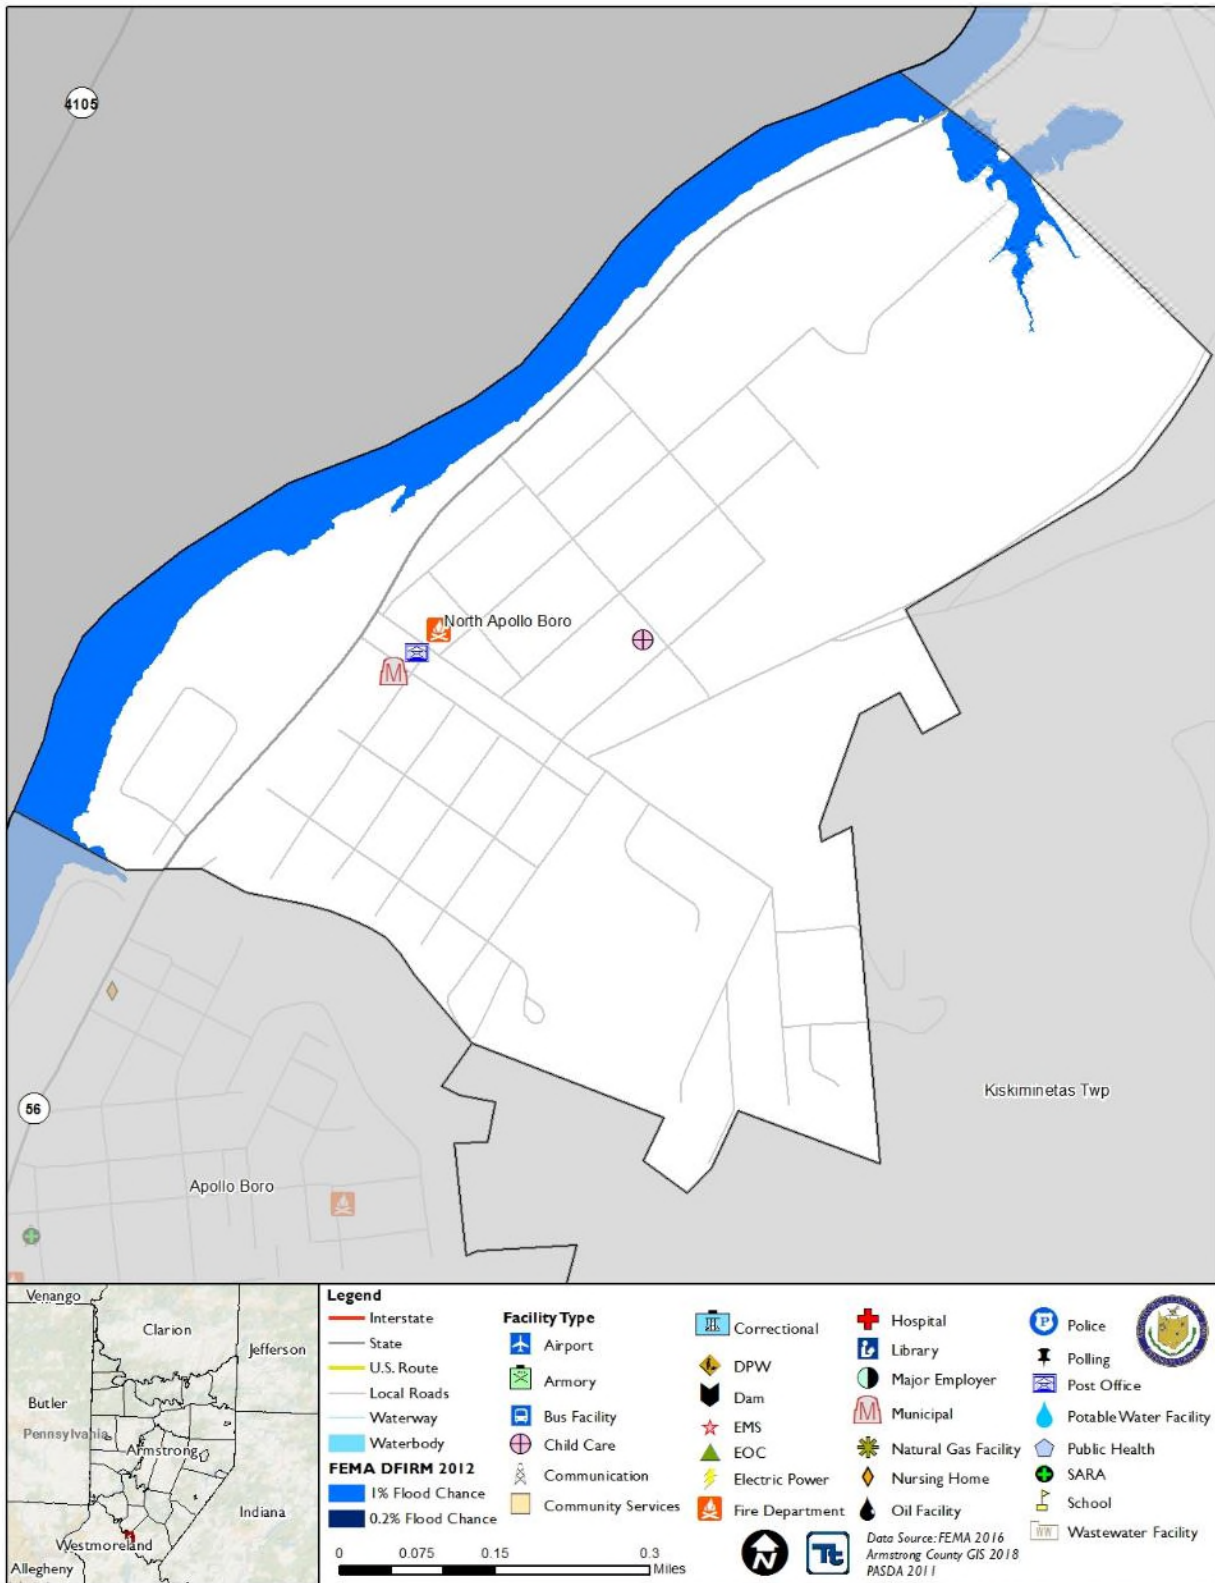 4105
North Apollo Boro
M
Kiskiminetas Twp
56
Apollo Boro
Venango
Clarion
Jefferson
Butler
Pennsylvania
Armstrong
Indiana
Westmoreland
Allegheny
Legend
Interstate
State
U.S. Route
Local Roads
Waterway
Waterbody
FEMA DFIRM 2012
1% Flood Chance
0.2% Flood Chance
0 0.075 0.15 0.3
Miles
Facility Type
Airport
Armory
Bus Facility
Child Care
Communication
Community Services
Correctional
DPW
Dam
EMS
EOC
Electric Power
Fire Department
Hospital
Library
Major Employer
M Municipal
Natural Gas Facility
Nursing Home
Oil Facility
P Police
Polling
Post Office
Potable Water Facility
Public Health
SARA
School
WW Wastewater Facility
N
Tt
Data Source: FEMA 2016
Armstrong County GIS 2018
PASDA 2011